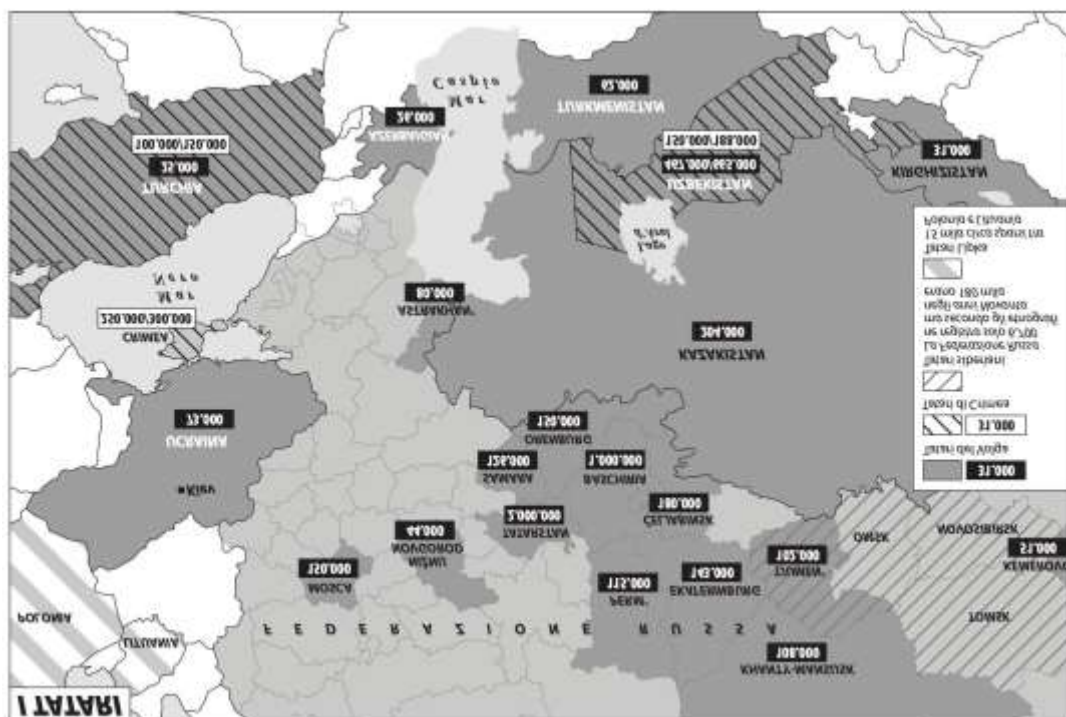 I TATARI
POLONIA
LITUANIA
FEDERAZIONE RUSSA
KHANTY-MANSIJSK
108.000
MOSCA
150.000
NIŽNIJ
NOVGOROD
44.000
PERM'
115.000
EKATERINBURG
143.000
TJUMEN'
102.000
TOMSK
KEMEROVO
51.000
OMSK
NOVOSIBIRSK
Kiev
TATARSTAN
2.000.000
CELJABINSK
180.000
UCRAINA
73.000
SAMARA
126.000
BASCHIRIA
1.000.000
ORENBURG
150.000
Tatari del Volga
31.000
Tatari di Crimea
31.000
Tatari siberiani
La Federazione Russa
ne registra solo 6.700
ma secondo gli etnografi
negli anni Novanta
erano 180 mila
Tatari Lipka
15 mila circa sparsi tra
Polonia e Lituania
KAZAKISTAN
204.000
CRIMEA
250.000/300.000
ASTRAKHAN'
80.000
Mar
Nero
Lago
d'Aral
TURCHIA
25.000
100.000/150.000
UZBEKISTAN
467.000/665.000
150.000/188.000
KIRGHIZISTAN
31.000
AZERBAIGIAN
26.000
Mar
Caspio
TURKMENISTAN
62.000